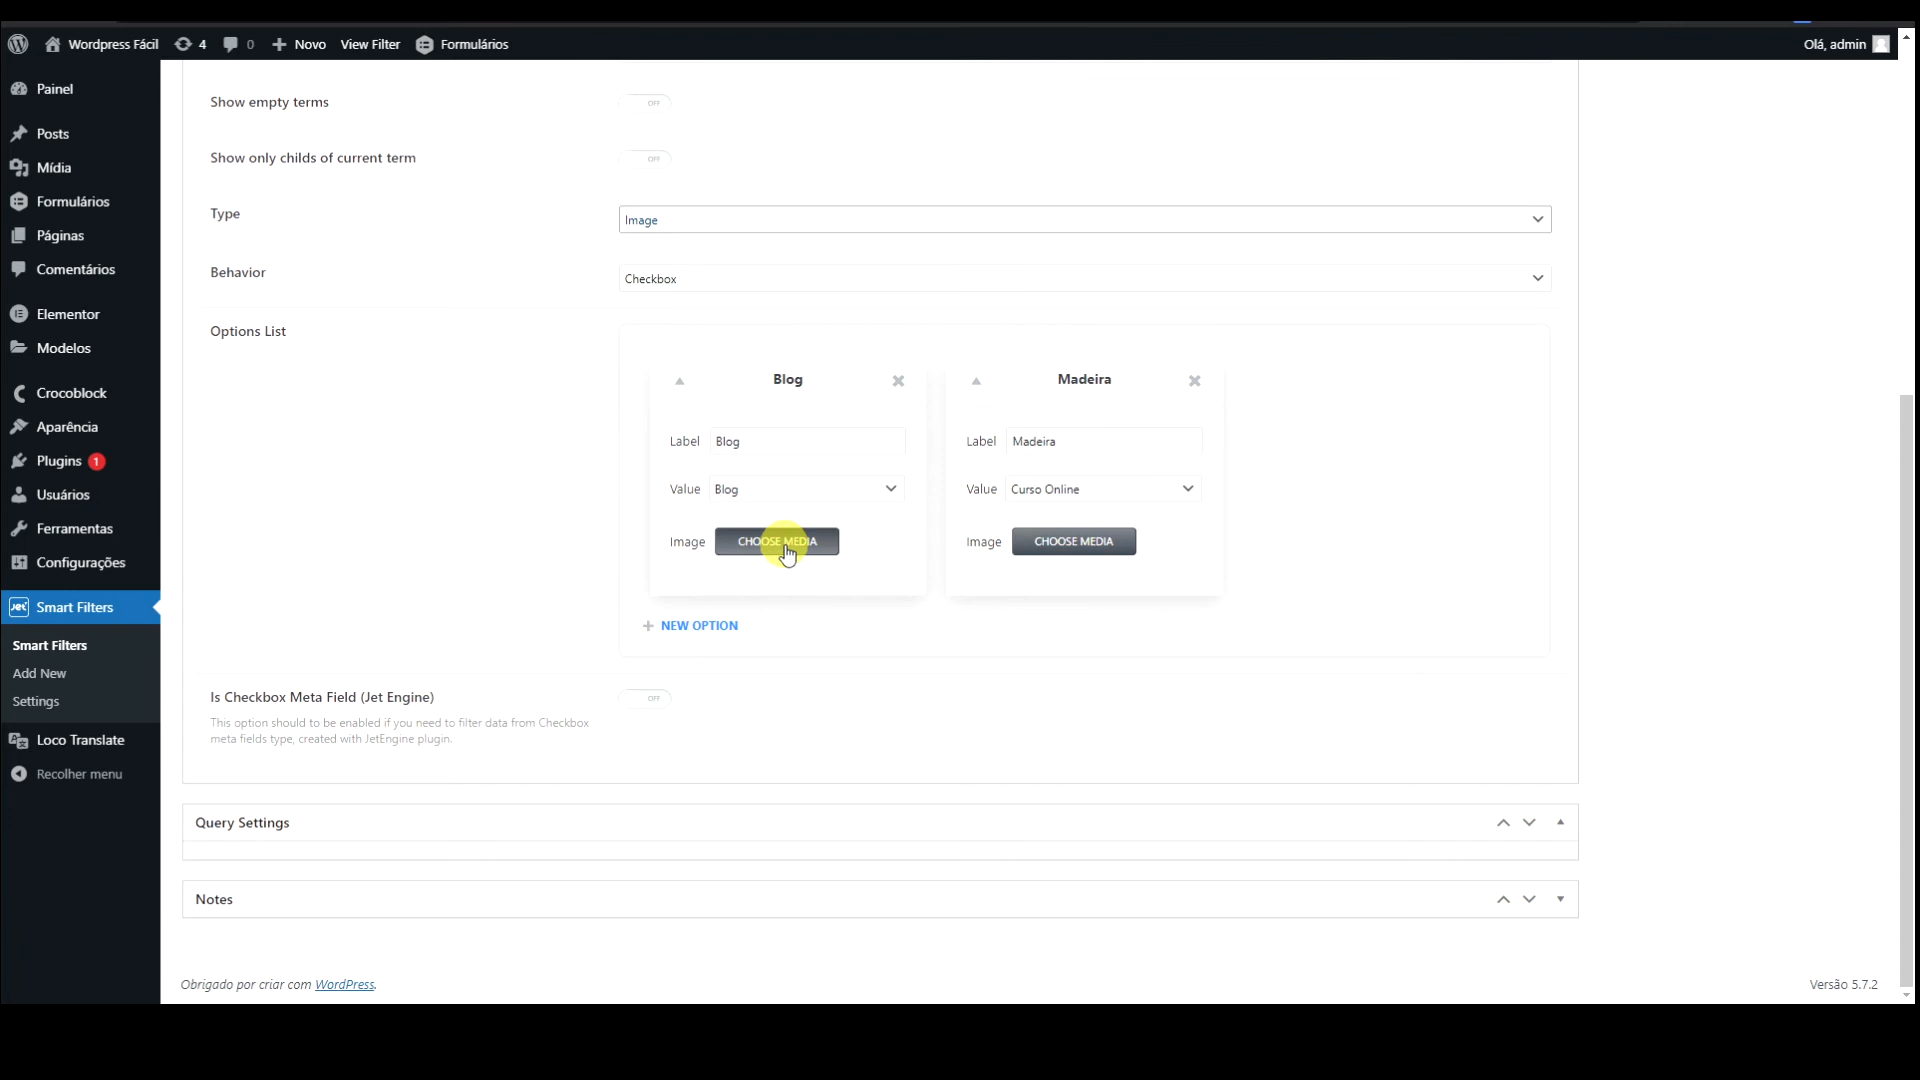 Wordpress Fácil 4 0 Novo View Filter Formulários Olá, admin
Painel
Posts
Mídia
Formulários
Páginas
Comentários
Elementor
Modelos
Crocoblock
Aparência
Plugins 1
Usuários
Ferramentas
Configurações
Jet Smart Filters
Smart Filters
Add New
Settings
Loco Translate
Recolher menu
Show empty terms OFF
Show only childs of current term OFF
Type Image
Behavior Checkbox
Options List
Blog
Label Blog
Value Blog
Image CHOOSE MEDIA
Madeira
Label Madeira
Value Curso Online
Image CHOOSE MEDIA
NEW OPTION
Is Checkbox Meta Field (Jet Engine) OFF
This option should to be enabled if you need to filter data from Checkbox
meta fields type, created with JetEngine plugin.
Query Settings
Notes
Obrigado por criar com WordPress.
Versão 5.7.2